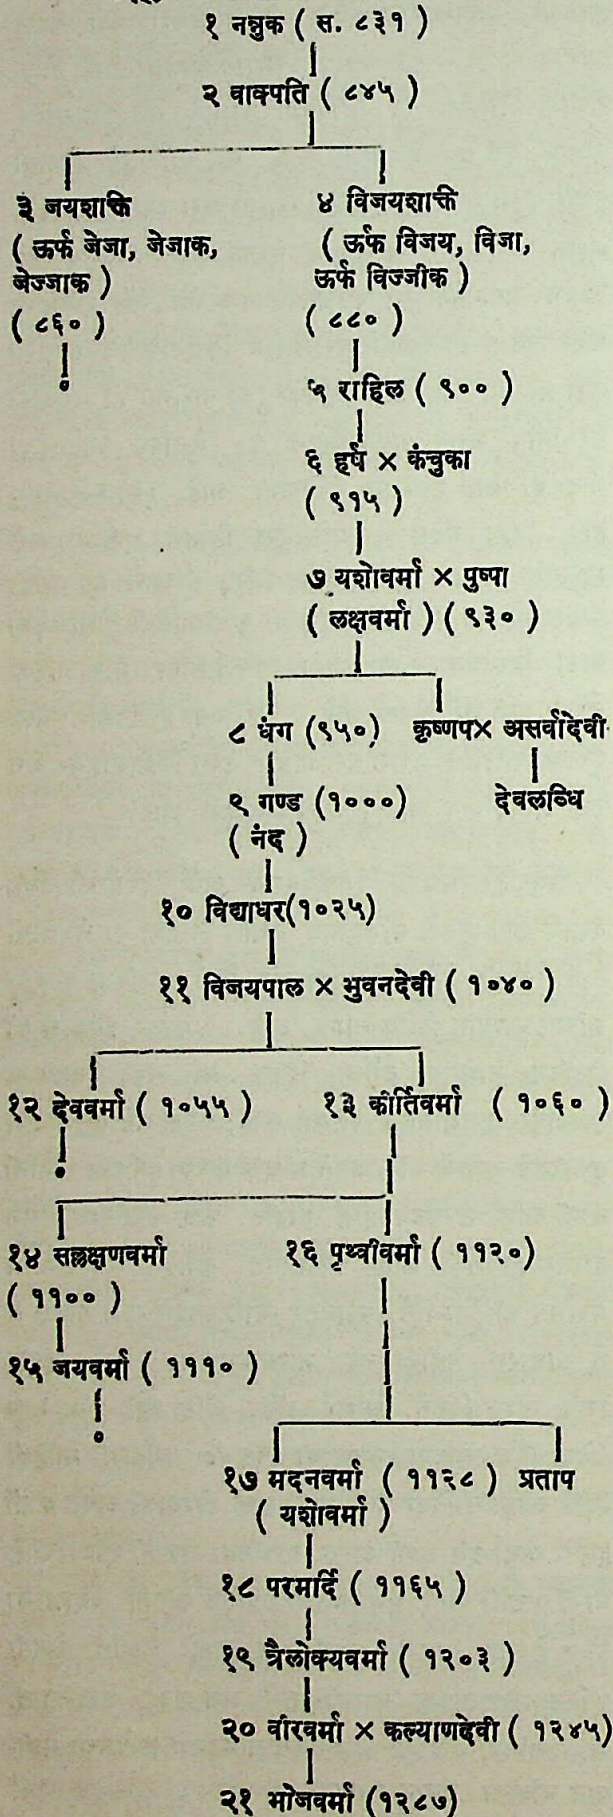 १ नन्नुक ( स. ८३१ )
२ वाक्पति ( ८४५ )
३ जयशक्ति
( ऊर्फ जेजा, जेजाक,
बेज्जाक )
( ८६० )
०
४ विजयशक्ति
( ऊर्फ विजय, विजा,
ऊर्फ विज्जीक )
( ८८० )
५ राहिल ( ९०० )
६ हर्ष × कंचुका
( ९१५ )
७ यशोवर्मा × पुष्पा
( लक्षवर्मा ) ( ९३० )
८ धंग (९५०) कृष्णप× असर्वादेवी
९ गण्ड (१०००) देवलब्धि
( नंद )
१० विद्याधर(१०२५)
११ विजयपाल × भुवनदेवी ( १०४० )
१२ देववर्मा ( १०५५ ) १३ कीर्तिवर्मा ( १०६० )
०
१४ सल्लक्षणवर्मा १६ पृथ्वीवर्मा ( ११२०)
( ११०० )
१५ जयवर्मा ( १११० )
०
१७ मदनवर्मा ( ११२८ ) प्रताप
( यशोवर्मा )
१८ परमर्दि ( ११६५ )
१९ त्रैलोक्यवर्मा ( १२०३ )
२० वीरवर्मा × कल्याणदेवी ( १२४५)
२१ भोजवर्मा (१२८७)